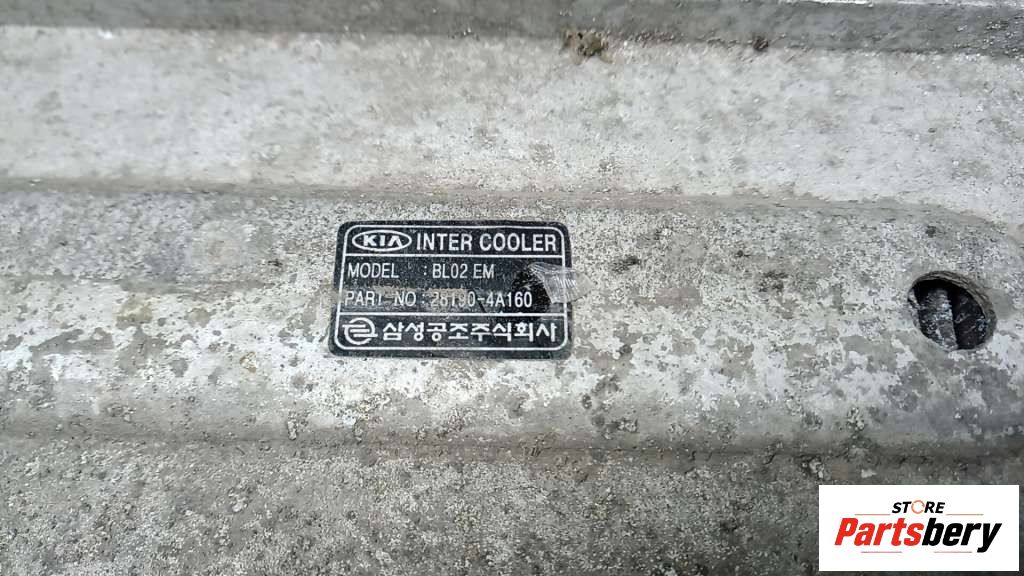 KIA INTER COOLER
MODEL : BL02 EM
PART NO : 28190-4A160
삼성공조주식회사
STORE
Partsbery